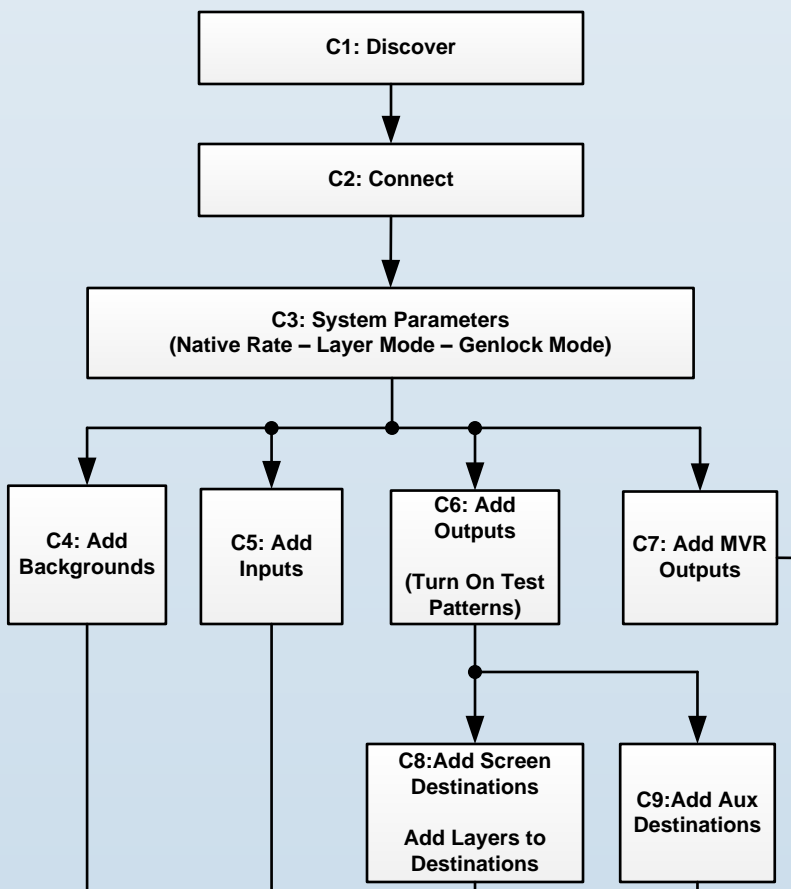 C1: Discover
C2: Connect
C3: System Parameters
(Native Rate – Layer Mode – Genlock Mode)
C4: Add
Backgrounds
C5: Add
Inputs
C6: Add
Outputs
(Turn On Test
Patterns)
C7: Add MVR
Outputs
C8:Add Screen
Destinations
Add Layers to
Destinations
C9:Add Aux
Destinations